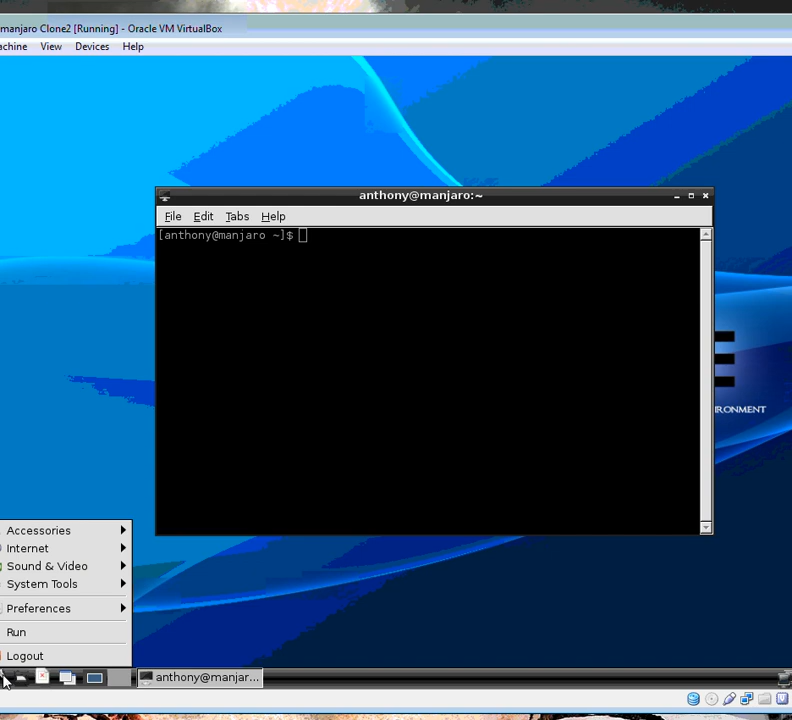 manjaro Clone2 [Running] - Oracle VM VirtualBox
achine View Devices Help
anthony@manjaro:~
File Edit Tabs Help
[anthony@manjaro ~]$
IRONMENT
Accessories
Internet
Sound & Video
System Tools
Preferences
Run
Logout
anthony@manjar...